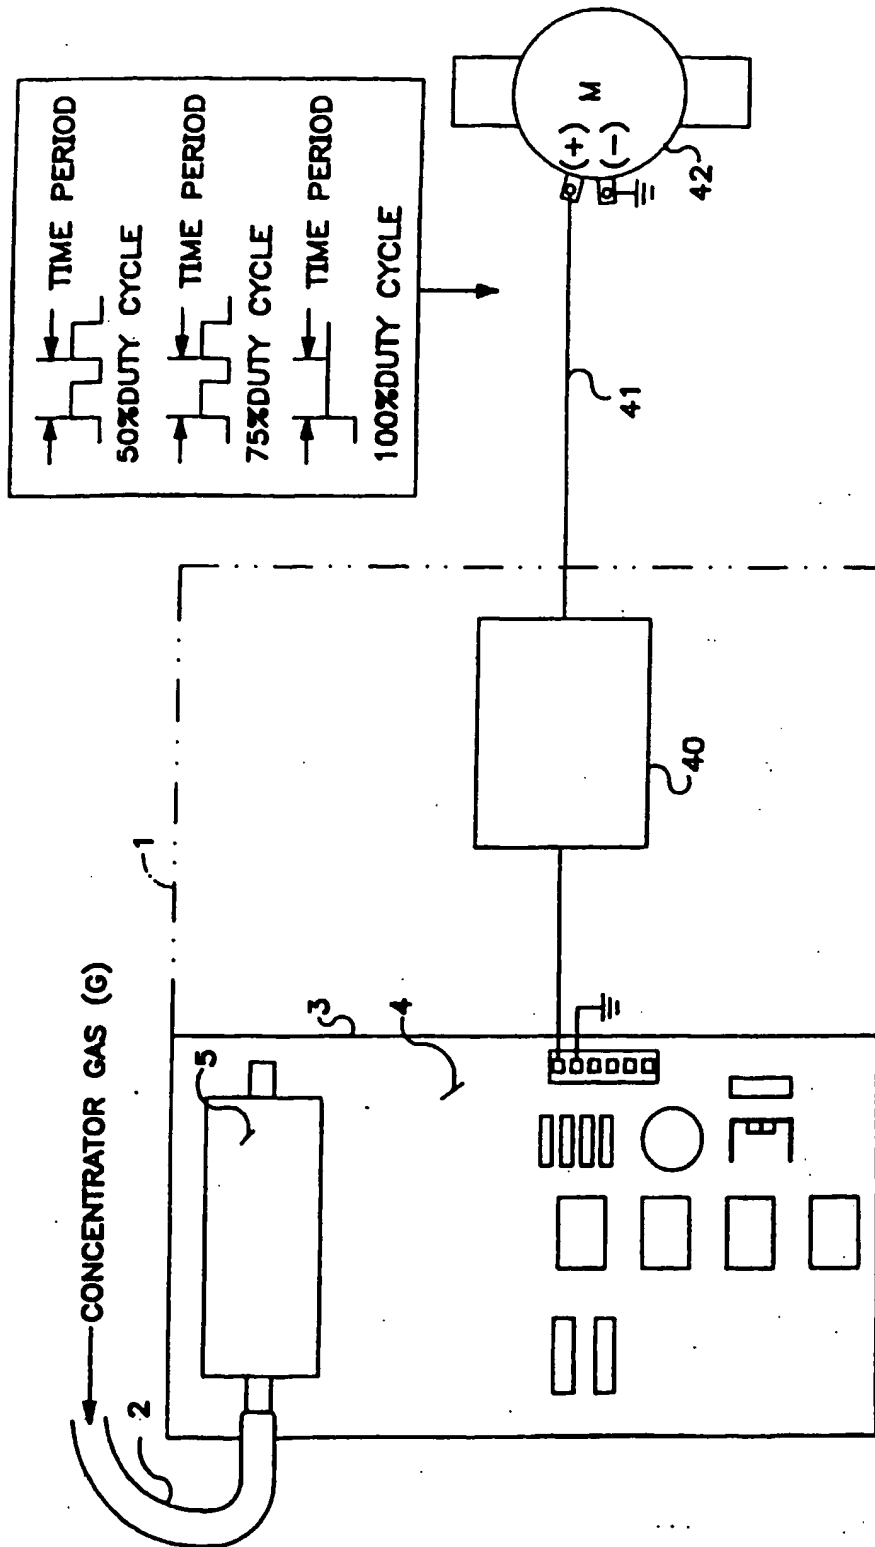 CONCENTRATOR GAS (G)
2
5
3
4
1
40
41
TIME PERIOD
50%DUTY CYCLE
TIME PERIOD
75%DUTY CYCLE
TIME PERIOD
100%DUTY CYCLE
M
(+)
(-)
42